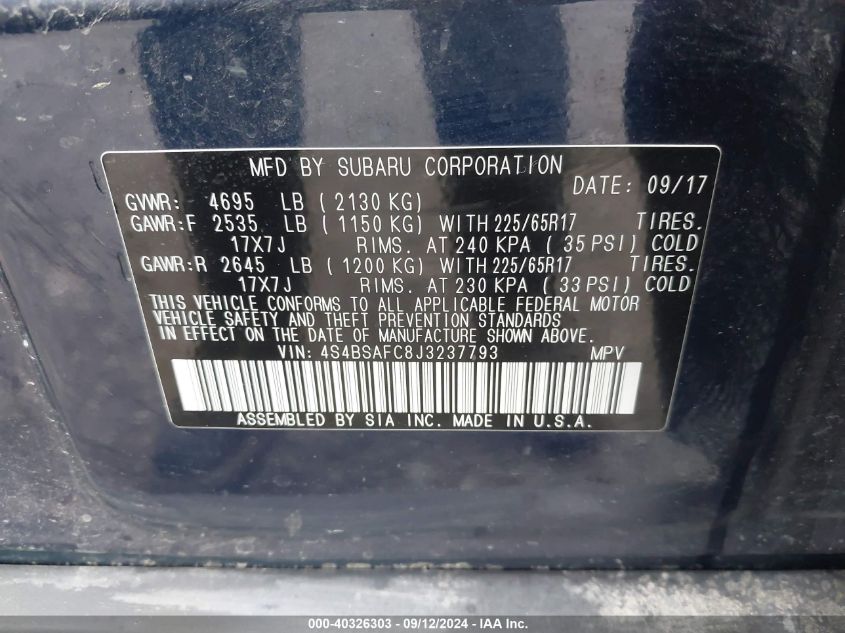 MFD BY SUBARU CORPORATION
DATE: 09/17
GVWR: 4695 LB ( 2130 KG)
GAWR:F 2535 LB ( 1150 KG) WITH 225/65R17 TIRES.
17X7J RIMS. AT 240 KPA ( 35 PSI) COLD
GAWR:R 2645 LB ( 1200 KG) WITH 225/65R17 TIRES.
17X7J RIMS. AT 230 KPA ( 33 PSI) COLD
THIS VEHICLE CONFORMS TO ALL APPLICABLE FEDERAL MOTOR
VEHICLE SAFETY AND THEFT PREVENTION STANDARDS
IN EFFECT ON THE DATE OF MANUFACTURE SHOWN ABOVE.
VIN: 4S4BSAFC8J3237793 MPV
ASSEMBLED BY SIA INC. MADE IN U.S.A.
000-40326303 - 09/12/2024 - IAA Inc.